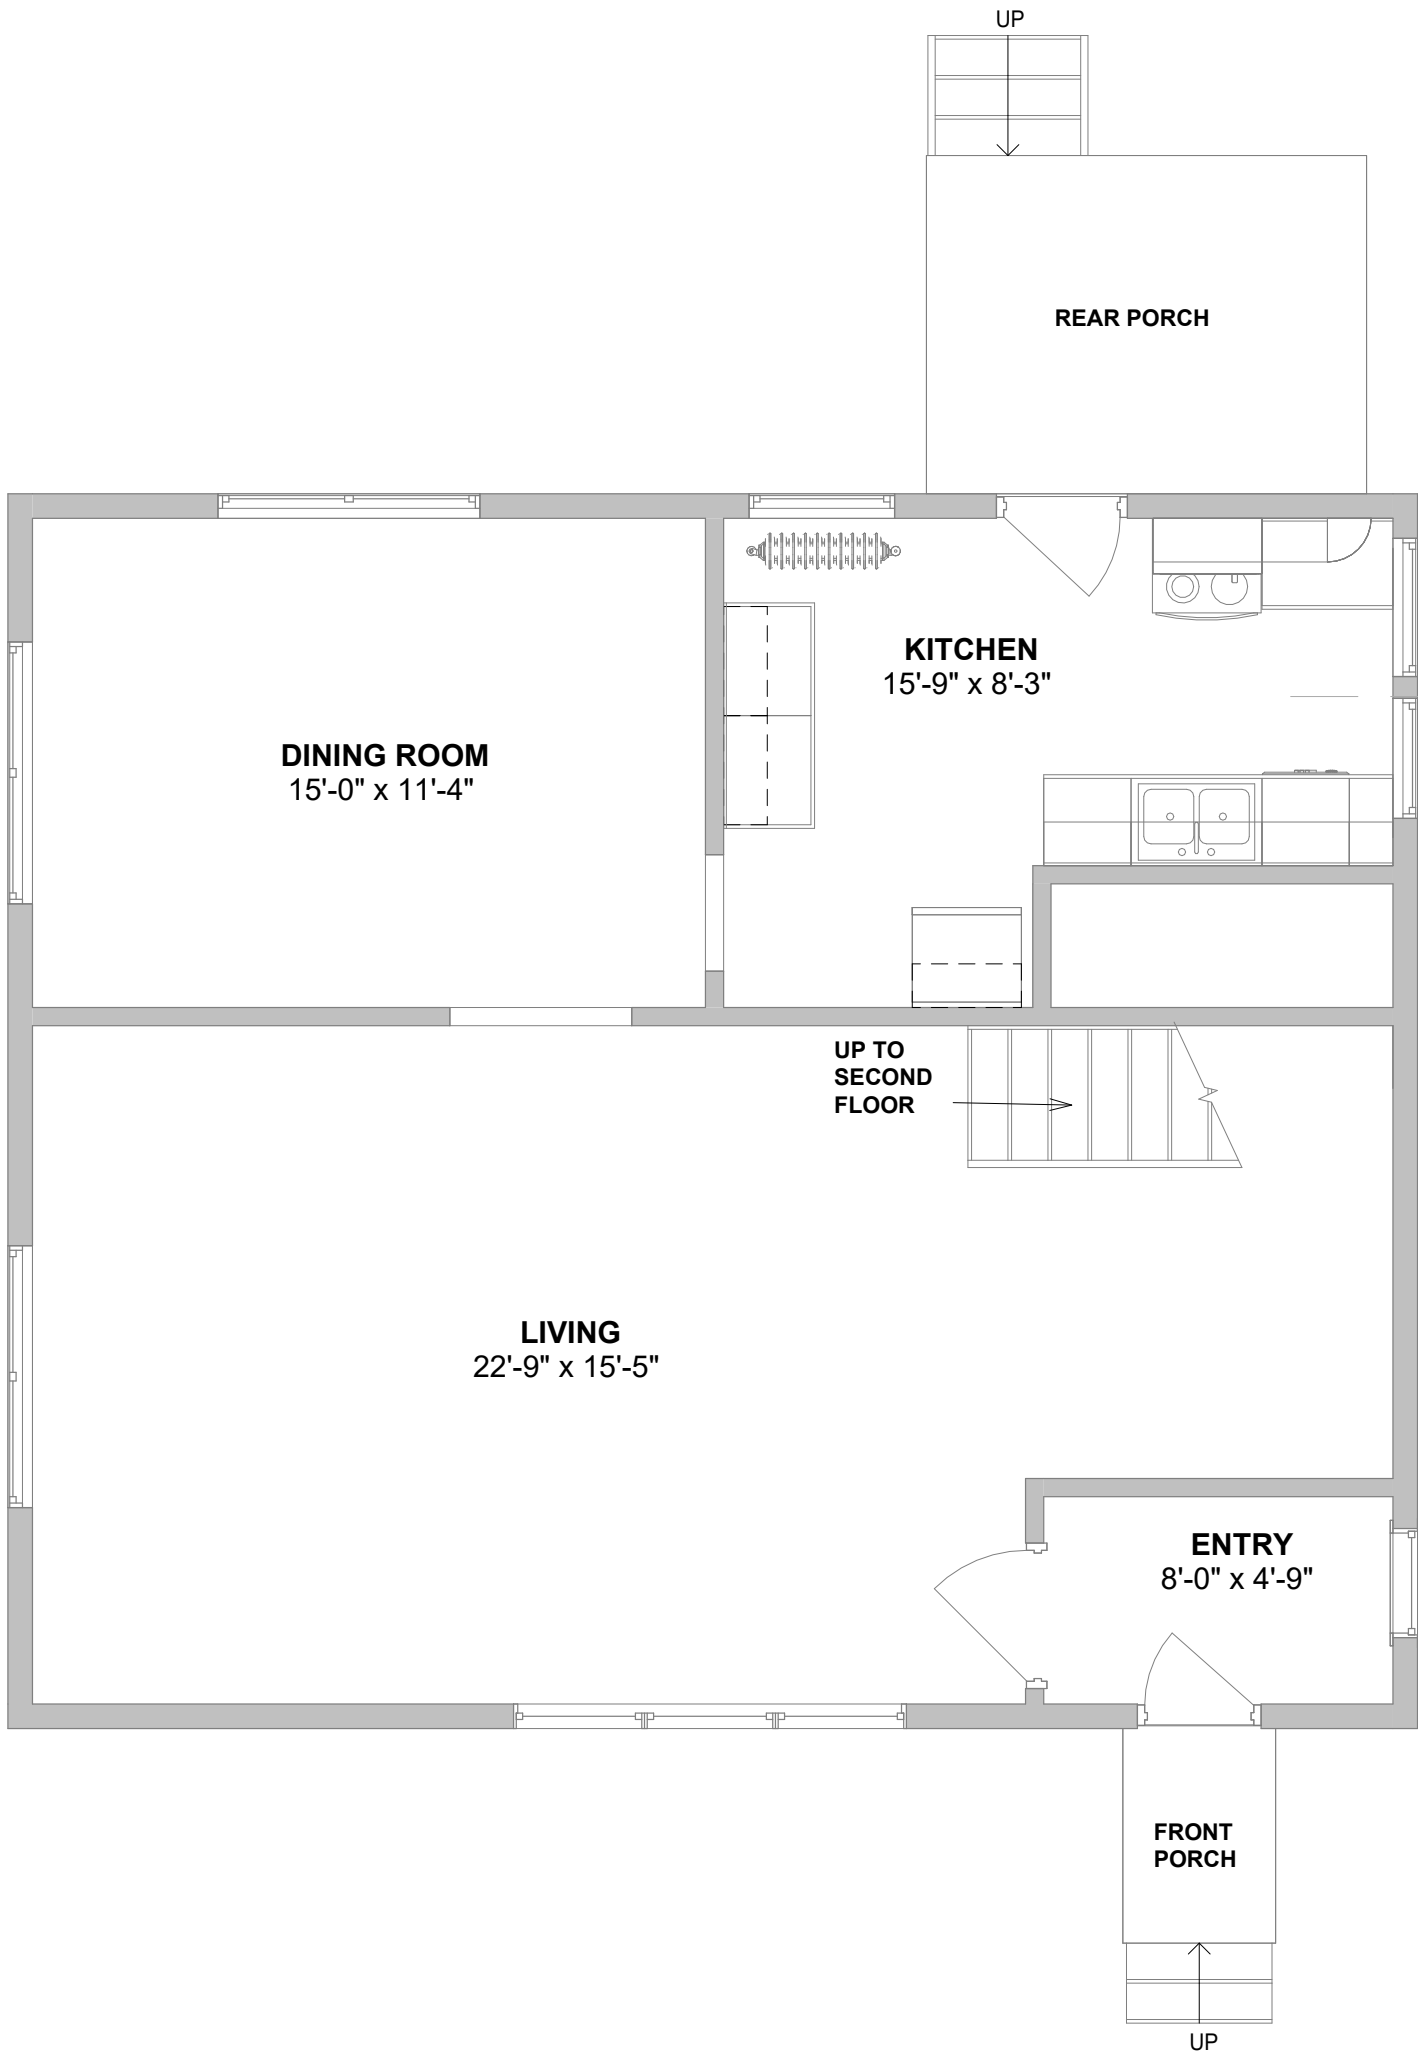 UP
REAR PORCH
KITCHEN
15'-9" x 8'-3"
DINING ROOM
15'-0" x 11'-4"
UP TO
SECOND
FLOOR
LIVING
22'-9" x 15'-5"
ENTRY
8'-0" x 4'-9"
FRONT
PORCH
UP